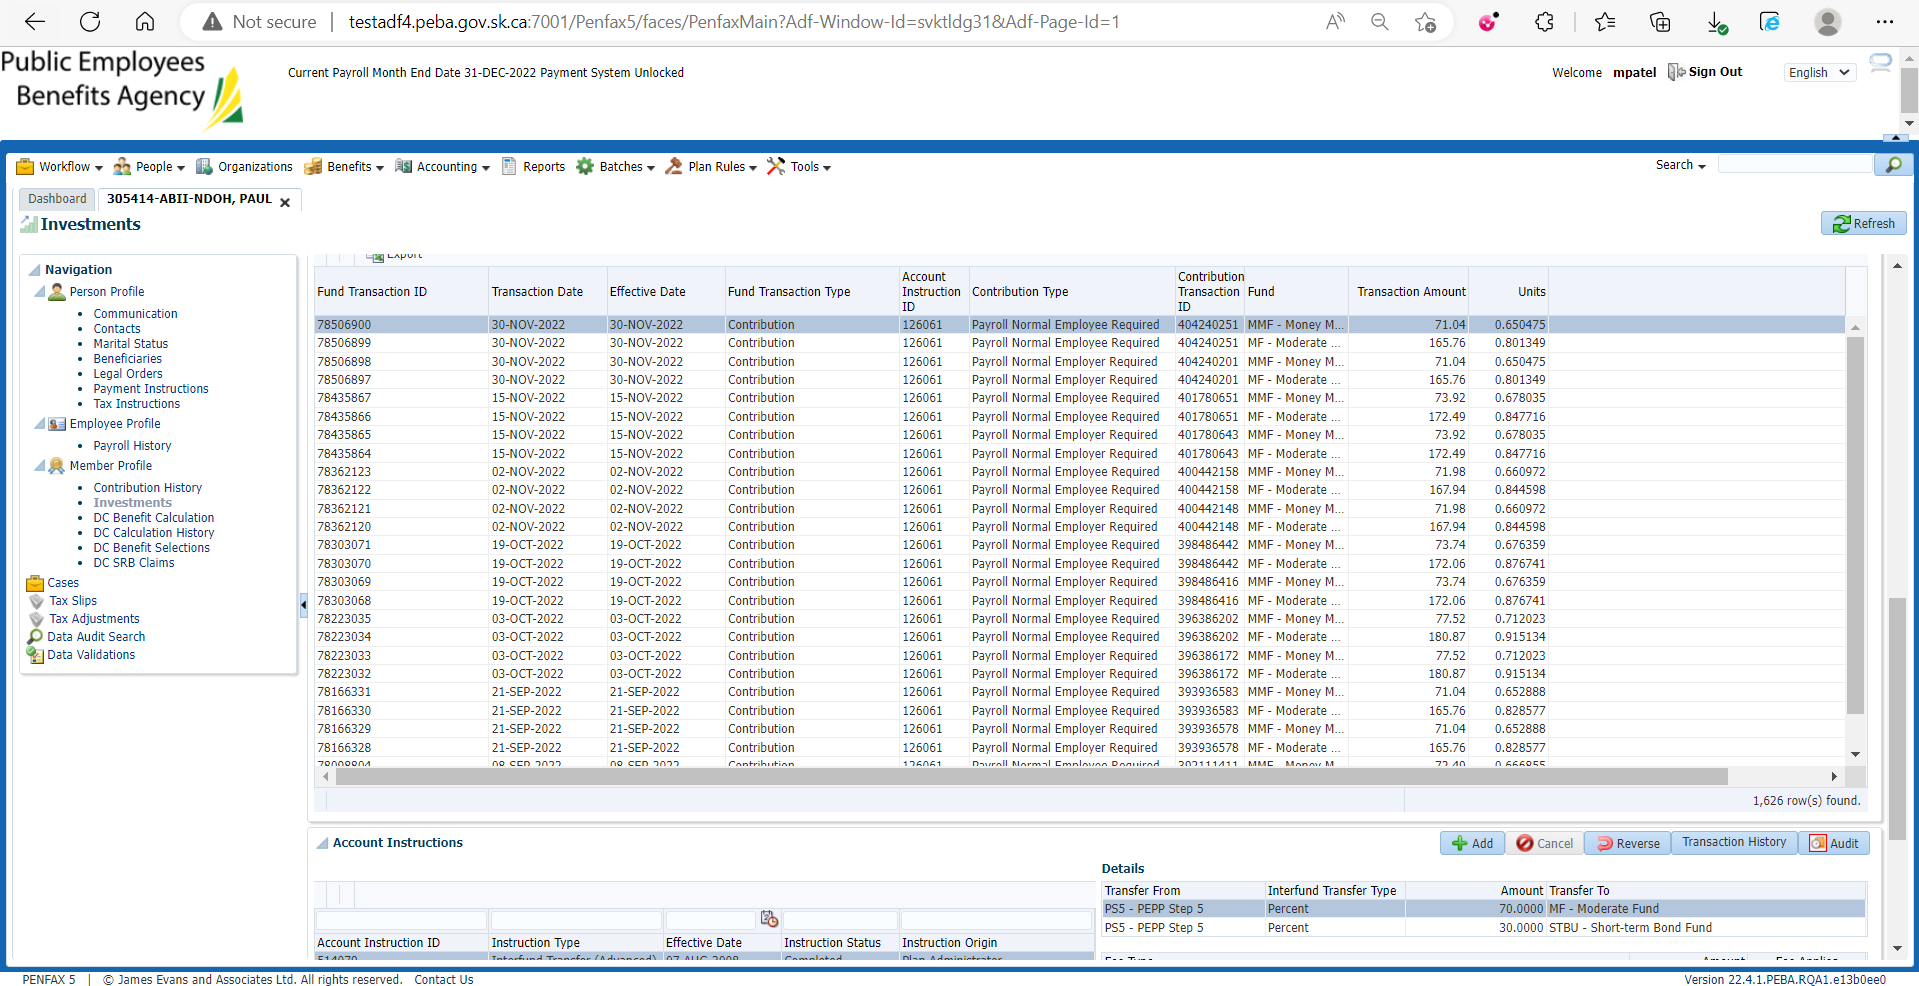 Not secure | testadf4.peba.gov.sk.ca:7001/Penfax5/faces/PenfaxMain?Adf-Window-Id=svktldg31&Adf-Page-Id=1
Public Employees
Benefits Agency
Current Payroll Month End Date 31-DEC-2022 Payment System Unlocked
Welcome mpatel Sign Out English
Workflow People Organizations Benefits Accounting Reports Batches Plan Rules Tools Search
Dashboard 305414-ABII-NDOH, PAUL
Investments
Refresh
Navigation
Person Profile
Communication
Contacts
Marital Status
Beneficiaries
Legal Orders
Payment Instructions
Tax Instructions
Employee Profile
Payroll History
Member Profile
Contribution History
Investments
DC Benefit Calculation
DC Calculation History
DC Benefit Selections
DC SRB Claims
Cases
Tax Slips
Tax Adjustments
Data Audit Search
Data Validations
Export
Fund Transaction ID Transaction Date Effective Date Fund Transaction Type Account Instruction ID Contribution Type Contribution Transaction ID Fund Transaction Amount Units
78506900 30-NOV-2022 30-NOV-2022 Contribution 126061 Payroll Normal Employee Required 404240251 MMF - Money M... 71.04 0.650475
78506899 30-NOV-2022 30-NOV-2022 Contribution 126061 Payroll Normal Employee Required 404240251 MF - Moderate ... 165.76 0.801349
78506898 30-NOV-2022 30-NOV-2022 Contribution 126061 Payroll Normal Employer Required 404240201 MMF - Money M... 71.04 0.650475
78506897 30-NOV-2022 30-NOV-2022 Contribution 126061 Payroll Normal Employer Required 404240201 MF - Moderate ... 165.76 0.801349
78435867 15-NOV-2022 15-NOV-2022 Contribution 126061 Payroll Normal Employee Required 401780651 MMF - Money M... 73.92 0.678035
78435866 15-NOV-2022 15-NOV-2022 Contribution 126061 Payroll Normal Employee Required 401780651 MF - Moderate ... 172.49 0.847716
78435865 15-NOV-2022 15-NOV-2022 Contribution 126061 Payroll Normal Employer Required 401780643 MMF - Money M... 73.92 0.678035
78435864 15-NOV-2022 15-NOV-2022 Contribution 126061 Payroll Normal Employer Required 401780643 MF - Moderate ... 172.49 0.847716
78362123 02-NOV-2022 02-NOV-2022 Contribution 126061 Payroll Normal Employee Required 400442158 MMF - Money M... 71.98 0.660972
78362122 02-NOV-2022 02-NOV-2022 Contribution 126061 Payroll Normal Employee Required 400442158 MF - Moderate ... 167.94 0.844598
78362121 02-NOV-2022 02-NOV-2022 Contribution 126061 Payroll Normal Employer Required 400442148 MMF - Money M... 71.98 0.660972
78362120 02-NOV-2022 02-NOV-2022 Contribution 126061 Payroll Normal Employer Required 400442148 MF - Moderate ... 167.94 0.844598
78303071 19-OCT-2022 19-OCT-2022 Contribution 126061 Payroll Normal Employee Required 398486442 MMF - Money M... 73.74 0.676359
78303070 19-OCT-2022 19-OCT-2022 Contribution 126061 Payroll Normal Employee Required 398486442 MF - Moderate ... 172.06 0.876741
78303069 19-OCT-2022 19-OCT-2022 Contribution 126061 Payroll Normal Employer Required 398486416 MMF - Money M... 73.74 0.676359
78303068 19-OCT-2022 19-OCT-2022 Contribution 126061 Payroll Normal Employer Required 398486416 MF - Moderate ... 172.06 0.876741
78223035 03-OCT-2022 03-OCT-2022 Contribution 126061 Payroll Normal Employer Required 396386202 MMF - Money M... 77.52 0.712023
78223034 03-OCT-2022 03-OCT-2022 Contribution 126061 Payroll Normal Employer Required 396386202 MF - Moderate ... 180.87 0.915134
78223033 03-OCT-2022 03-OCT-2022 Contribution 126061 Payroll Normal Employee Required 396386172 MMF - Money M... 77.52 0.712023
78223032 03-OCT-2022 03-OCT-2022 Contribution 126061 Payroll Normal Employee Required 396386172 MF - Moderate ... 180.87 0.915134
78166331 21-SEP-2022 21-SEP-2022 Contribution 126061 Payroll Normal Employee Required 393936583 MMF - Money M... 71.04 0.652888
78166330 21-SEP-2022 21-SEP-2022 Contribution 126061 Payroll Normal Employee Required 393936583 MF - Moderate ... 165.76 0.828577
78166329 21-SEP-2022 21-SEP-2022 Contribution 126061 Payroll Normal Employer Required 393936578 MMF - Money M... 71.04 0.652888
78166328 21-SEP-2022 21-SEP-2022 Contribution 126061 Payroll Normal Employer Required 393936578 MF - Moderate ... 165.76 0.828577
08-SEP-2022 08-SEP-2022 Contribution 126061 Payroll Normal Employee Required 392111411 MMF - Money M... 72.49 0.666855
1,626 row(s) found.
Account Instructions
Add Cancel Reverse Transaction History Audit
Details
Transfer From Interfund Transfer Type Amount Transfer To
PS5 - PEPP Step 5 Percent 70.0000 MF - Moderate Fund
PS5 - PEPP Step 5 Percent 30.0000 STBU - Short-term Bond Fund
Account Instruction ID Instruction Type Effective Date Instruction Status Instruction Origin
514079 Interfund Transfer (Advanced) 07-AUG-2008 Completed Plan Administrator
Fee Type Amount Fee Applies
PENFAX 5 | © James Evans and Associates Ltd. All rights reserved. Contact Us
Version 22.4.1.PEBA.RQA1.e13b0ee0